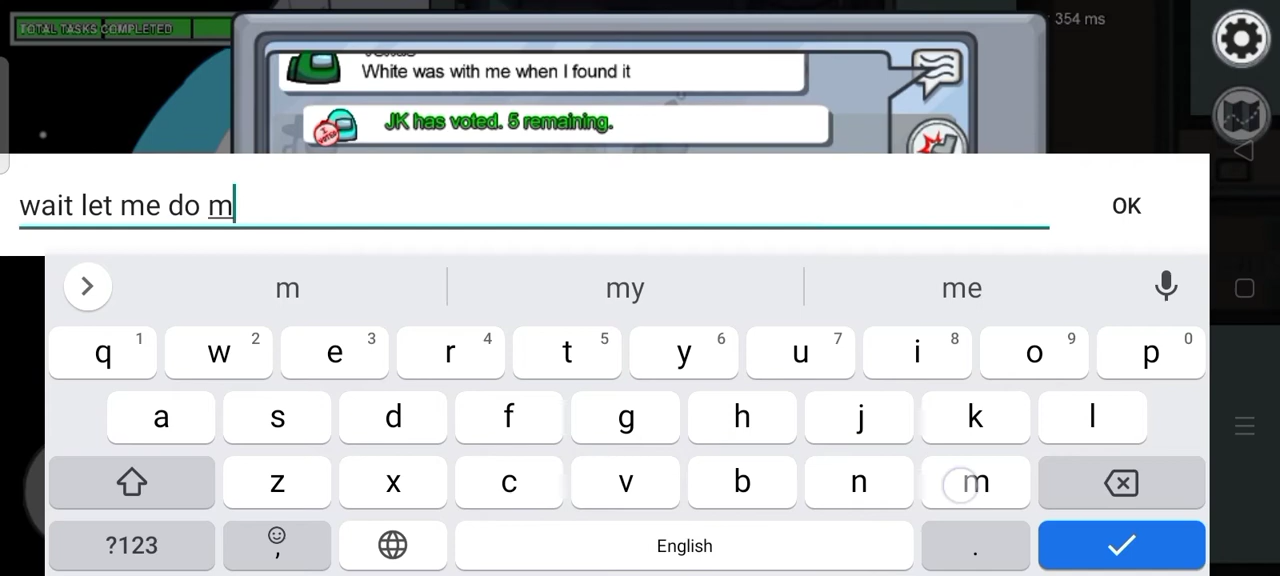 TOTAL TASKS COMPLETED
354 ms
White was with me when I found it
JK has voted. 5 remaining.
wait let me do m
OK
m my me
q 1 w 2 e 3 r 4 t 5 y 6 u 7 i 8 o 9 p 0
a s d f g h j k l
z x c v b n m
?123 , English .